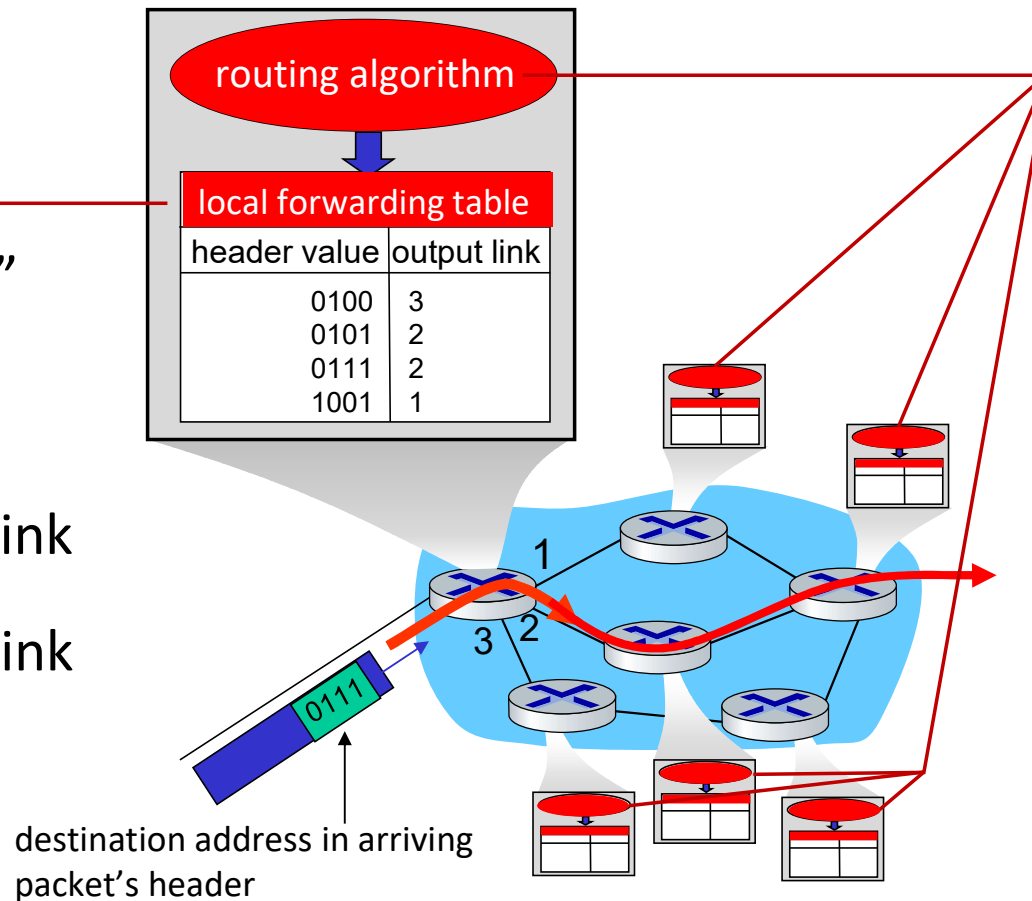 routing algorithm
local forwarding table
header value output link
0100 3
0101 2
0111 2
1001 1
”
ink
ink
1
2
3
0111
destination address in arriving
packet’s header